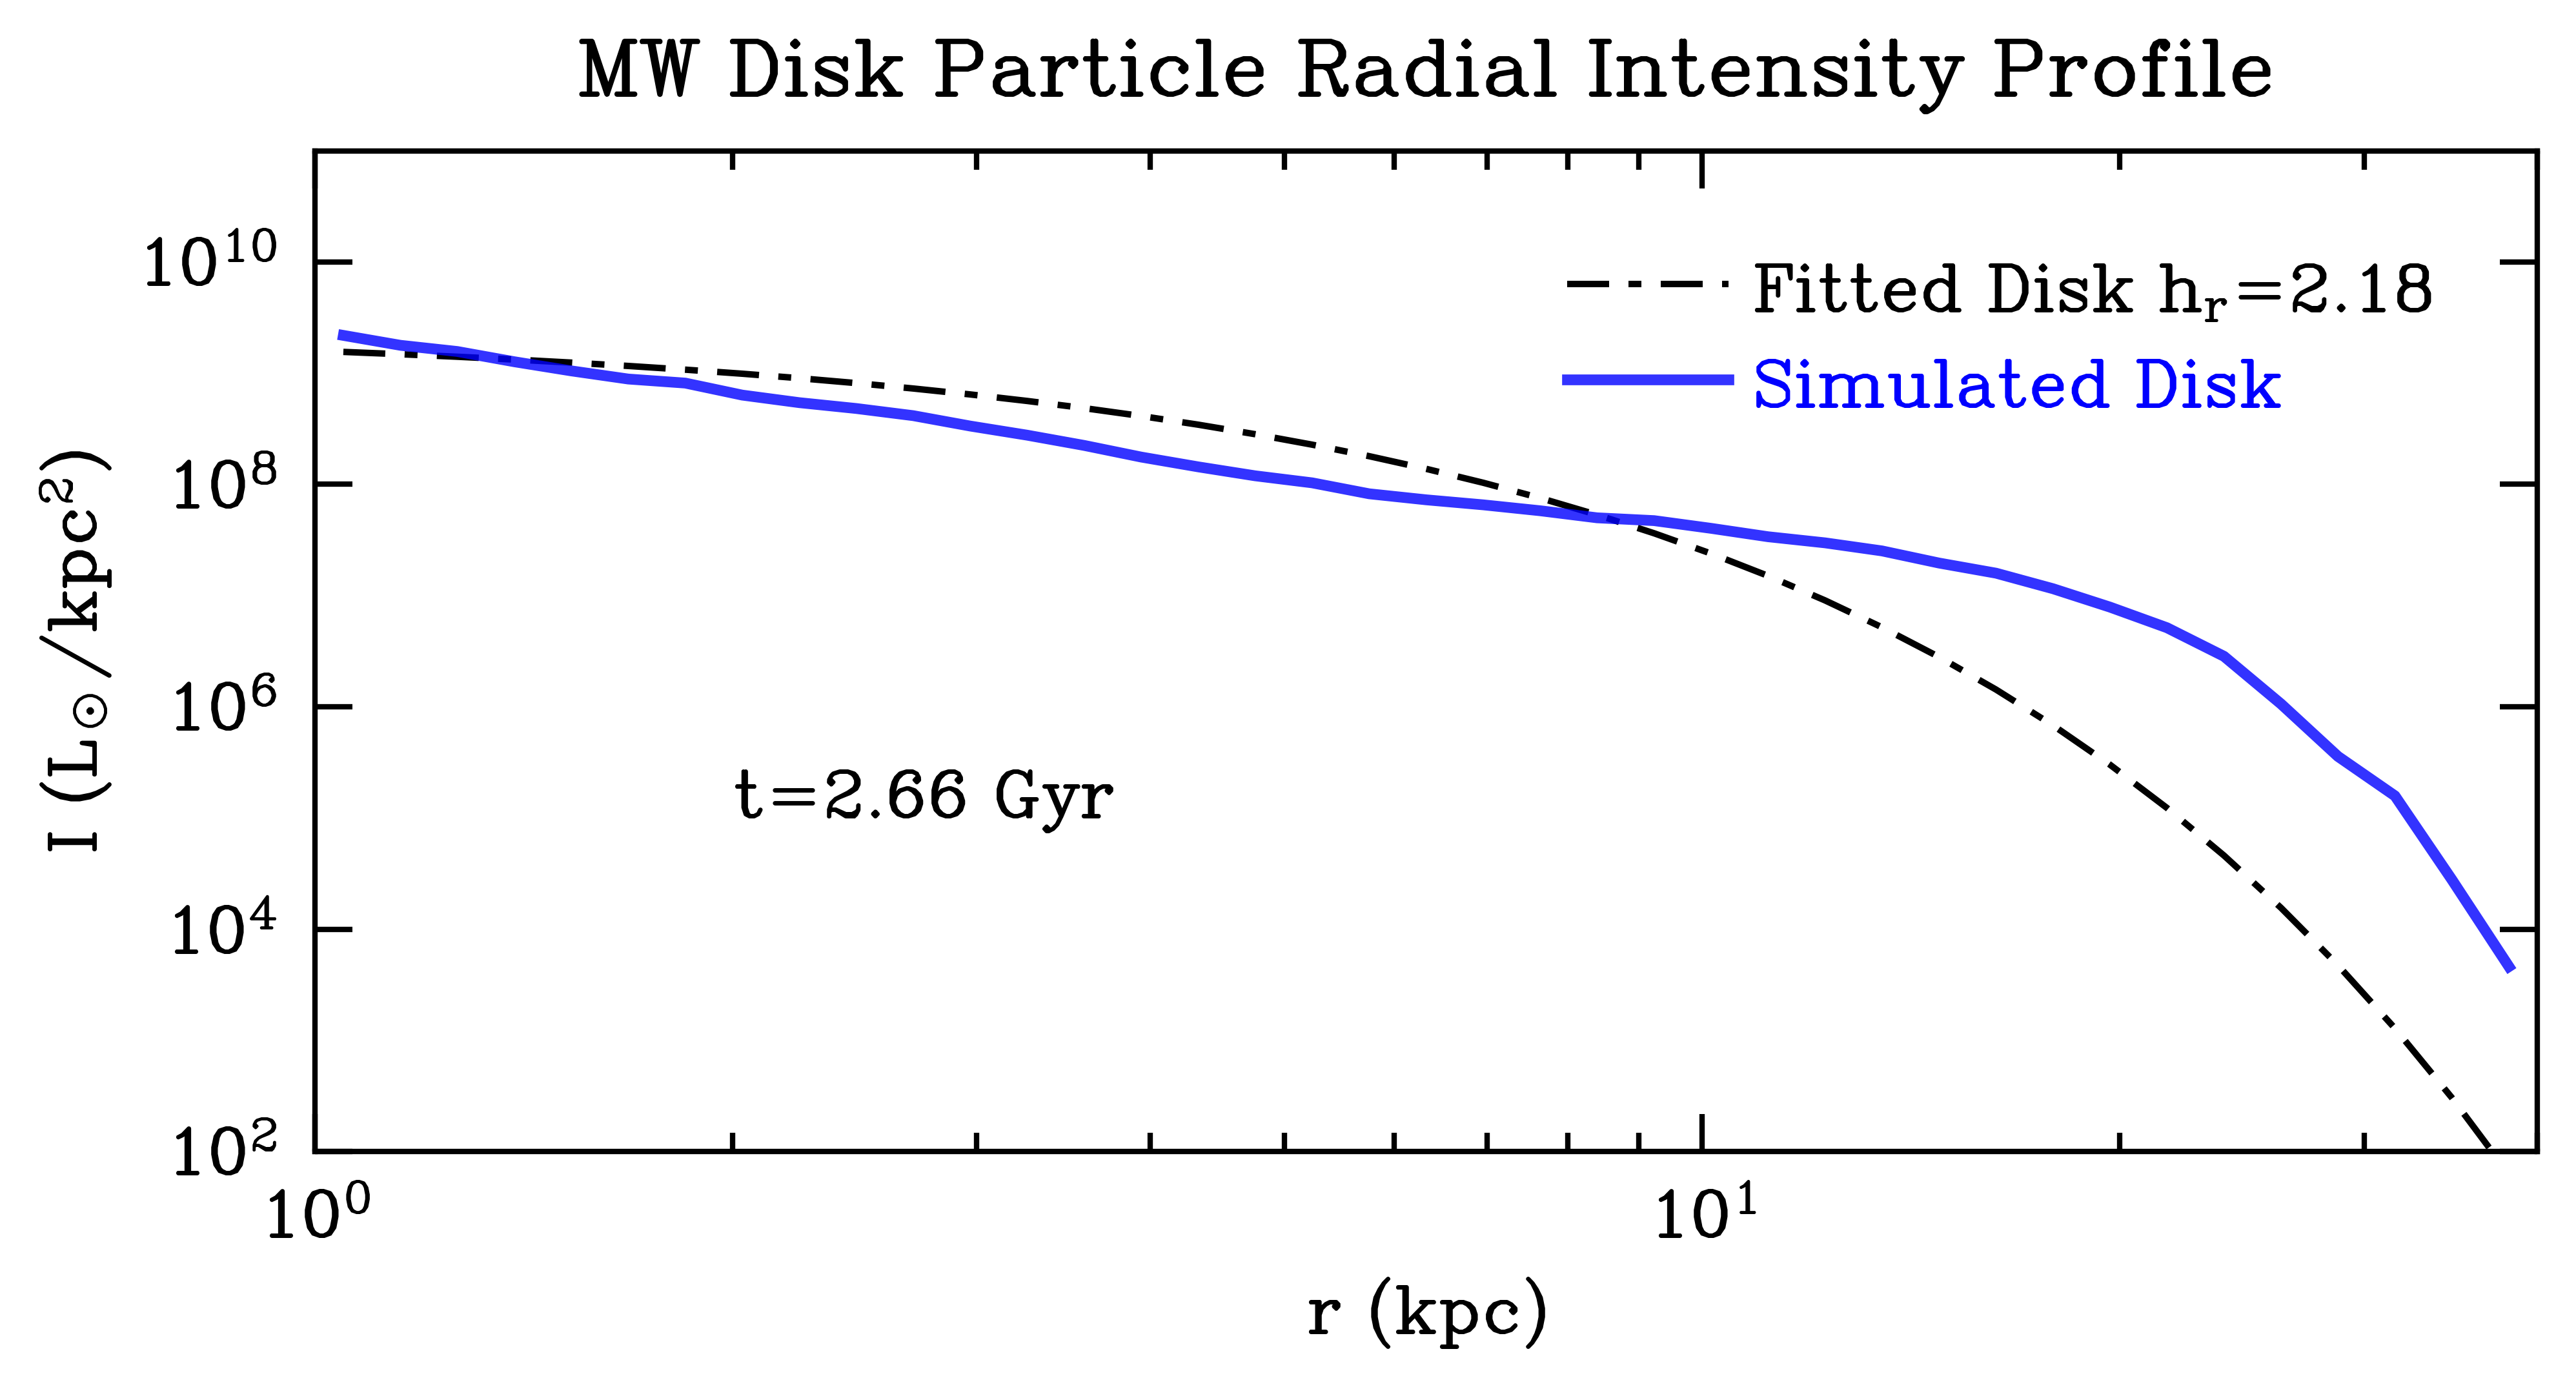 MW Disk Particle Radial Intensity Profile
10¹⁰
10⁸
10⁶
10⁴
10²
I (L☉/kpc²)
Fitted Disk hᵣ=2.18
Simulated Disk
t=2.66 Gyr
10⁰
10¹
r (kpc)